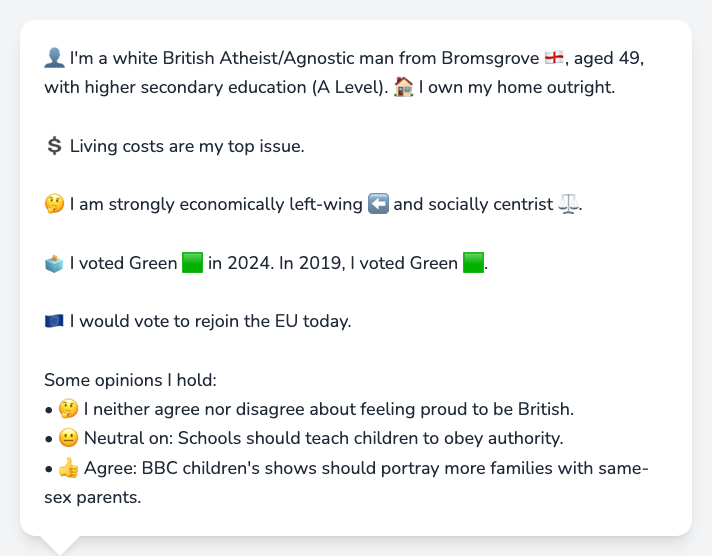 👤 I'm a white British Atheist/Agnostic man from Bromsgrove 🏴󠁧󠁢󠁥󠁮󠁧󠁿, aged 49,
with higher secondary education (A Level). 🏠 I own my home outright.
💲 Living costs are my top issue.
🤔 I am strongly economically left-wing ⬅️ and socially centrist ⚖️.
🗳️ I voted Green 🟩 in 2024. In 2019, I voted Green 🟩.
🇪🇺 I would vote to rejoin the EU today.
Some opinions I hold:
• 🤔 I neither agree nor disagree about feeling proud to be British.
• 😐 Neutral on: Schools should teach children to obey authority.
• 👍 Agree: BBC children's shows should portray more families with same-
sex parents.